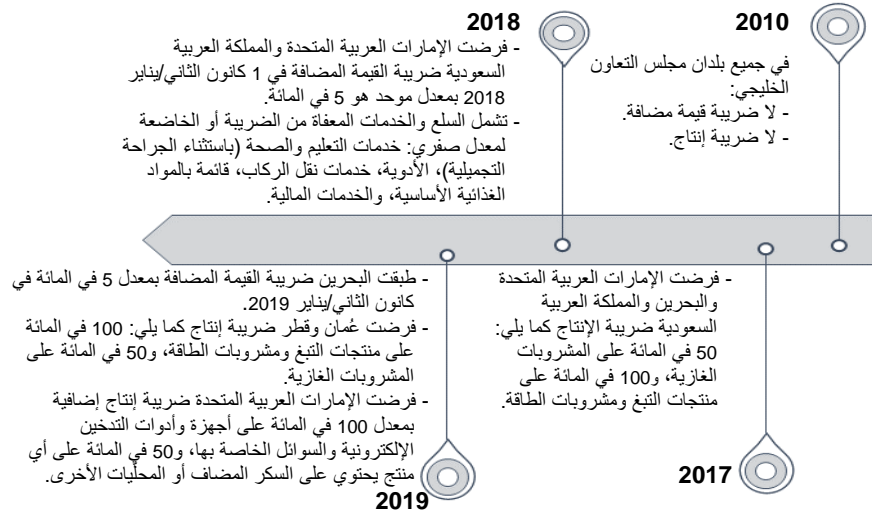 2010
في جميع بلدان مجلس التعاون
الخليجي:
- لا ضريبة قيمة مضافة.
- لا ضريبة إنتاج.
2017
- فرضت الإمارات العربية المتحدة
والبحرين والمملكة العربية
السعودية ضريبة الإنتاج كما يلي:
50 في المائة على المشروبات
الغازية، و100 في المائة على
منتجات التبغ ومشروبات الطاقة.
2018
- فرضت الإمارات العربية المتحدة والمملكة العربية
السعودية ضريبة القيمة المضافة في 1 كانون الثاني/يناير
2018 بمعدل موحد هو 5 في المائة.
- تشمل السلع والخدمات المعفاة من الضريبة أو الخاضعة
لمعدل صفري: خدمات التعليم والصحة (باستثناء الجراحة
التجميلية)، الأدوية، خدمات نقل الركاب، قائمة بالمواد
الغذائية الأساسية، والخدمات المالية.
- طبقت البحرين ضريبة القيمة المضافة بمعدل 5 في المائة في
كانون الثاني/يناير 2019.
- فرضت عُمان وقطر ضريبة إنتاج كما يلي: 100 في المائة
على منتجات التبغ ومشروبات الطاقة، و50 في المائة على
المشروبات الغازية.
- فرضت الإمارات العربية المتحدة ضريبة إنتاج إضافية
بمعدل 100 في المائة على أجهزة وأدوات التدخين
الإلكترونية والسوائل الخاصة بها، و50 في المائة على أي
منتج يحتوي على السكر المضاف أو المحلّيات الأخرى.
2019